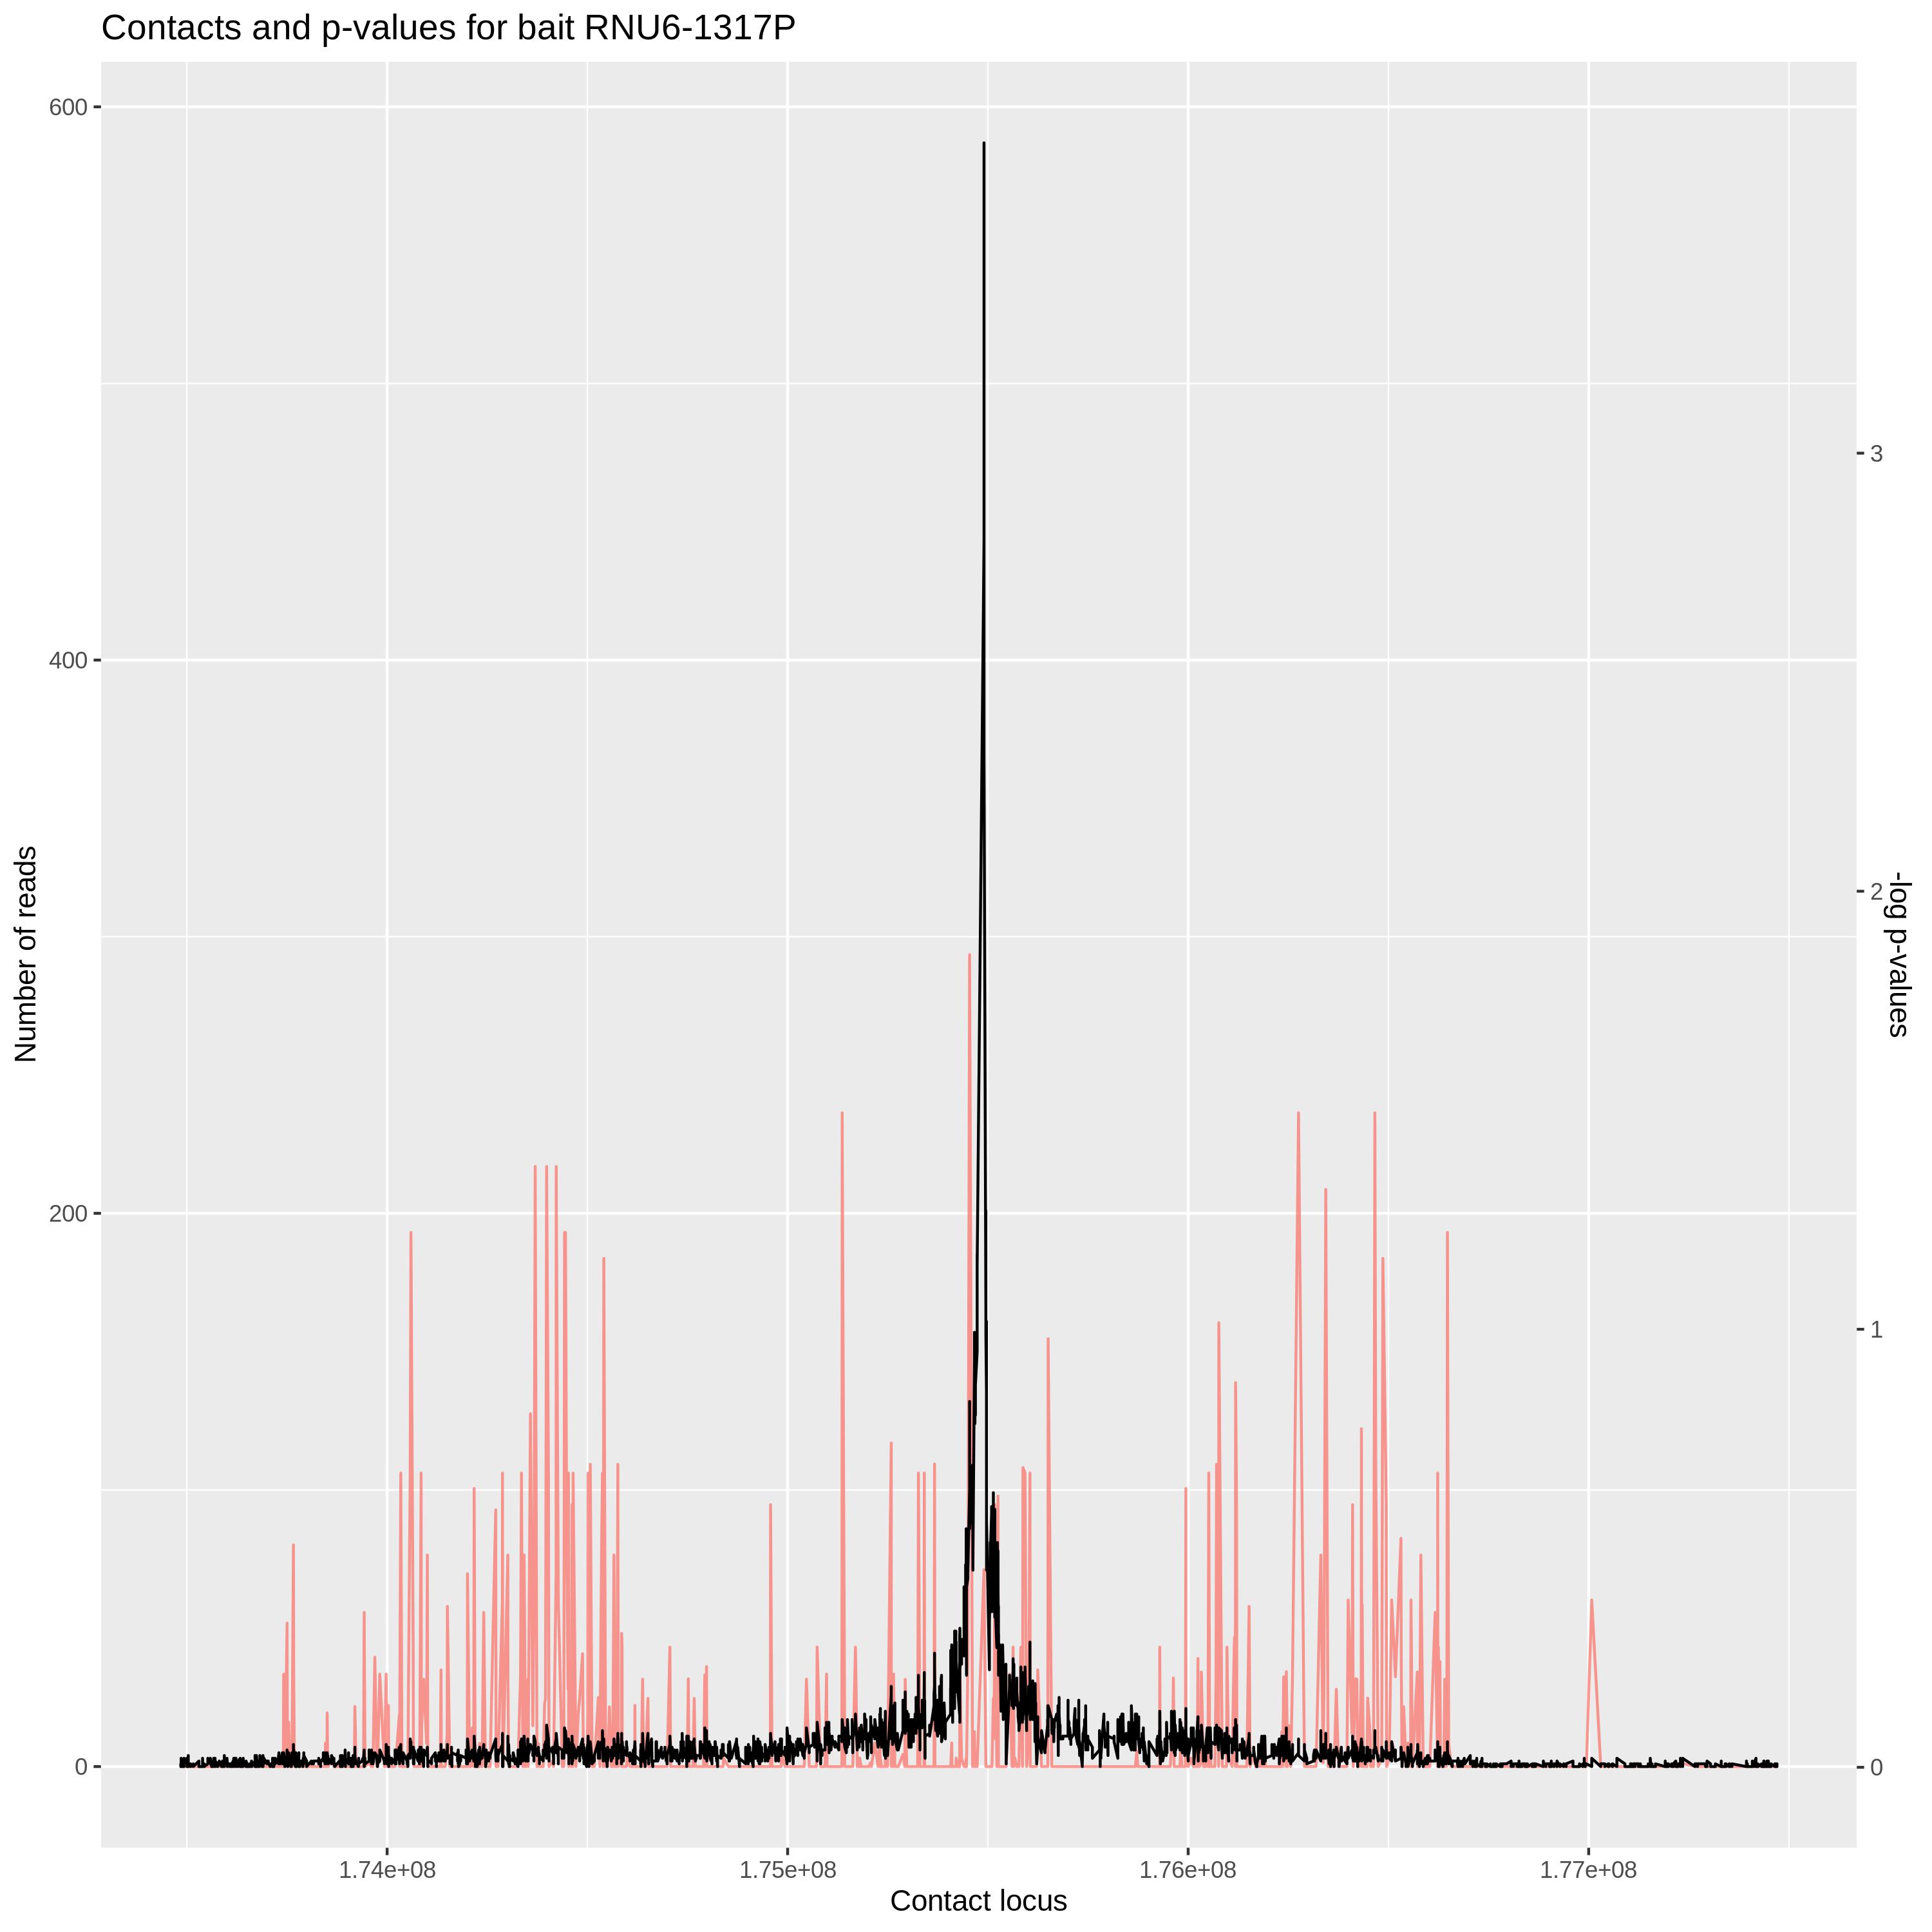 Contacts and p-values for bait RNU6-1317P
600
400
200
0
Number of reads
3
2
1
0
-log p-values
1.74e+08
1.75e+08
1.76e+08
1.77e+08
Contact locus